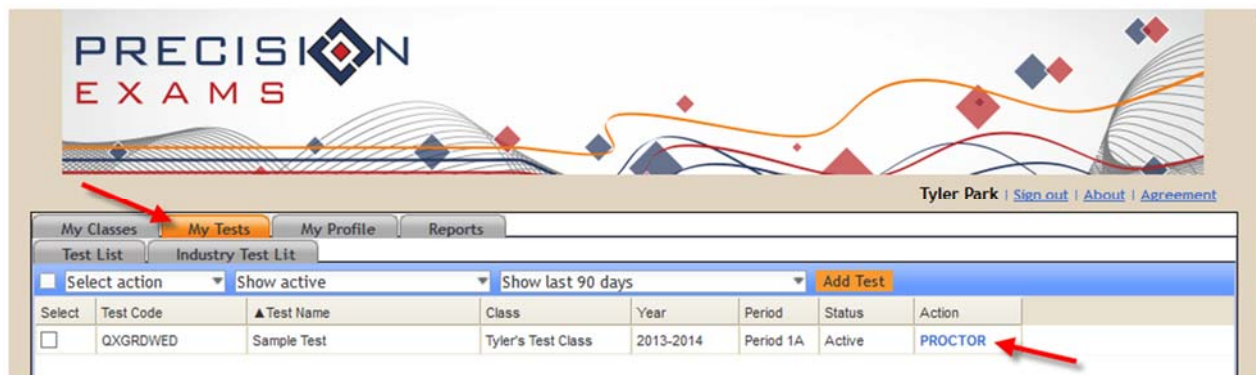 PRECISION
EXAMS
Tyler Park | Sign out | About | Agreement
My Classes My Tests My Profile Reports
Test List Industry Test Lit
Select action Show active Show last 90 days Add Test
Select Test Code ▲Test Name Class Year Period Status Action
QXGRDWED Sample Test Tyler's Test Class 2013-2014 Period 1A Active PROCTOR